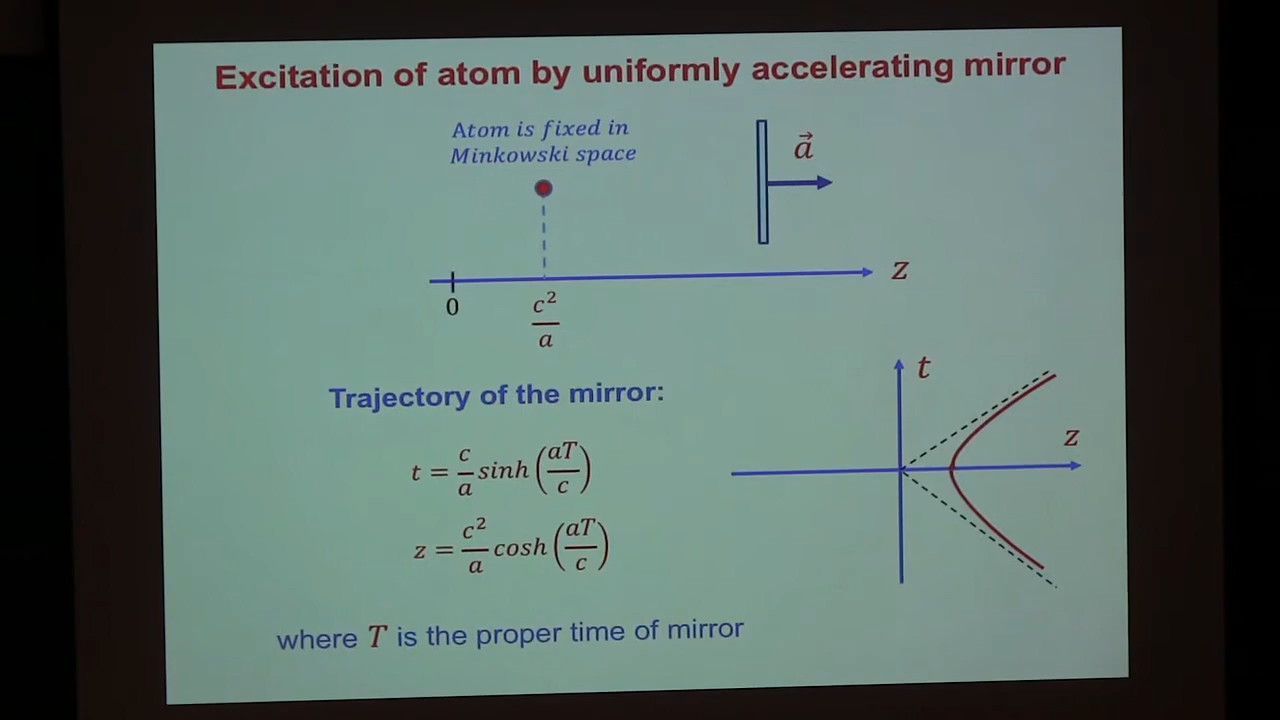 Excitation of atom by uniformly accelerating mirror
Atom is fixed in
Minkowski space
a⃗
z
0
c²/a
Trajectory of the mirror:
t = c/a sinh (aT/c)
z = c²/a cosh (aT/c)
t
z
where T is the proper time of mirror